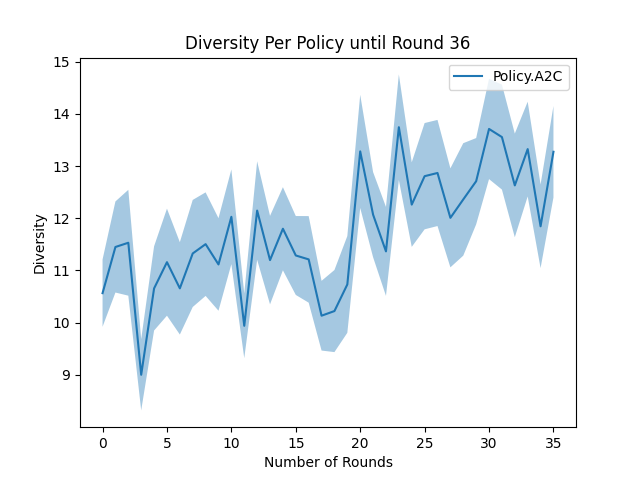 Diversity Per Policy until Round 36
Policy.A2C
15
14
13
12
11
10
9
Diversity
0 5 10 15 20 25 30 35
Number of Rounds